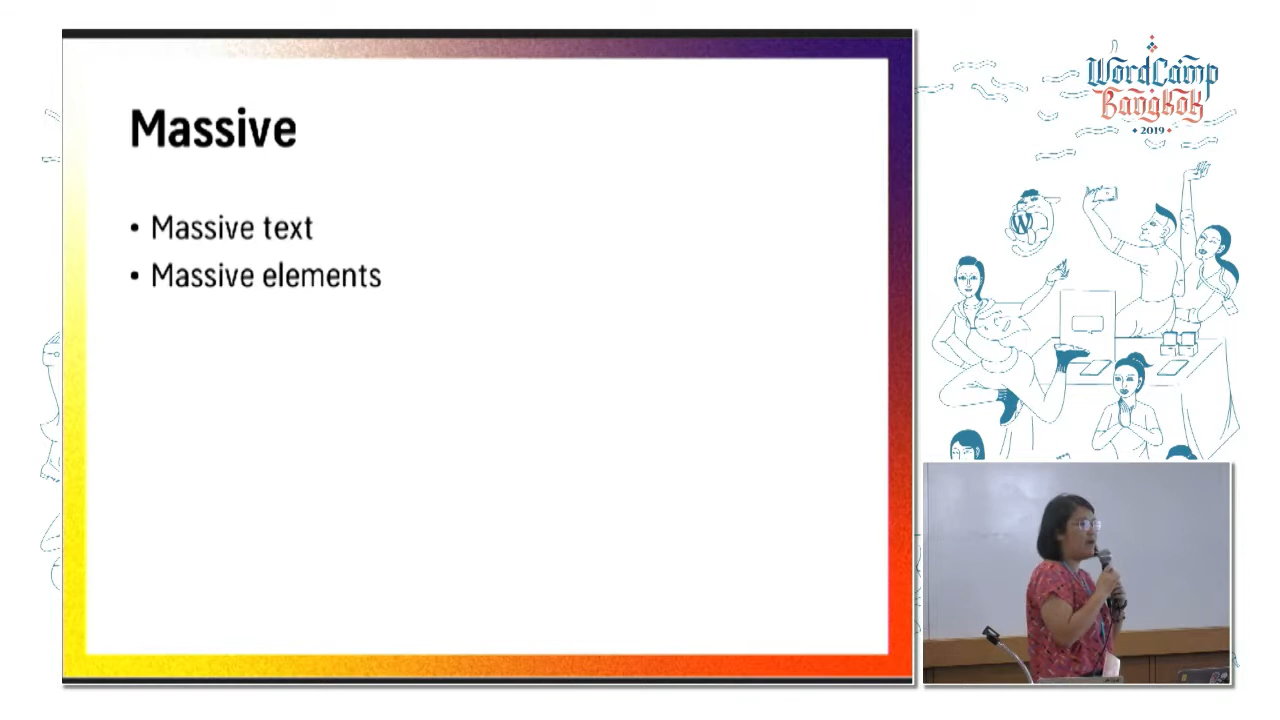 Massive
• Massive text
• Massive elements
WordCamp
Bangkok
2019
W